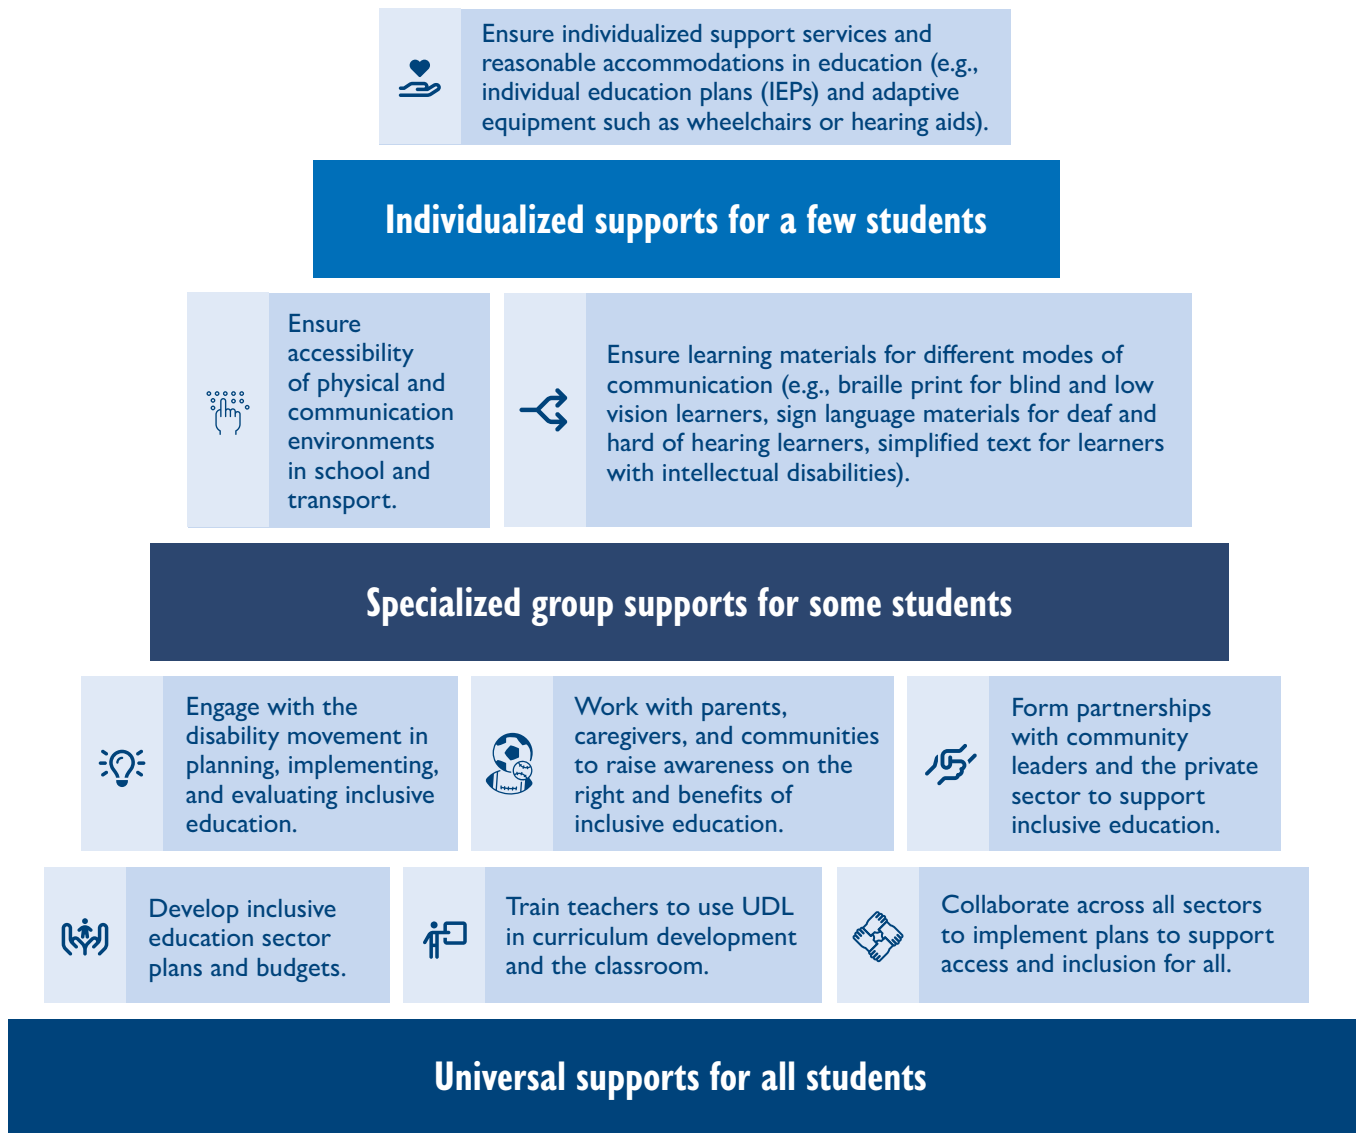 Ensure individualized support services and
reasonable accommodations in education (e.g.,
individual education plans (IEPs) and adaptive
equipment such as wheelchairs or hearing aids).
Individualized supports for a few students
Ensure
accessibility
of physical and
communication
environments
in school and
transport.
Ensure learning materials for different modes of
communication (e.g., braille print for blind and low
vision learners, sign language materials for deaf and
hard of hearing learners, simplified text for learners
with intellectual disabilities).
Specialized group supports for some students
Engage with the
disability movement in
planning, implementing,
and evaluating inclusive
education.
Work with parents,
caregivers, and communities
to raise awareness on the
right and benefits of
inclusive education.
Form partnerships
with community
leaders and the private
sector to support
inclusive education.
Develop inclusive
education sector
plans and budgets.
Train teachers to use UDL
in curriculum development
and the classroom.
Collaborate across all sectors
to implement plans to support
access and inclusion for all.
Universal supports for all students